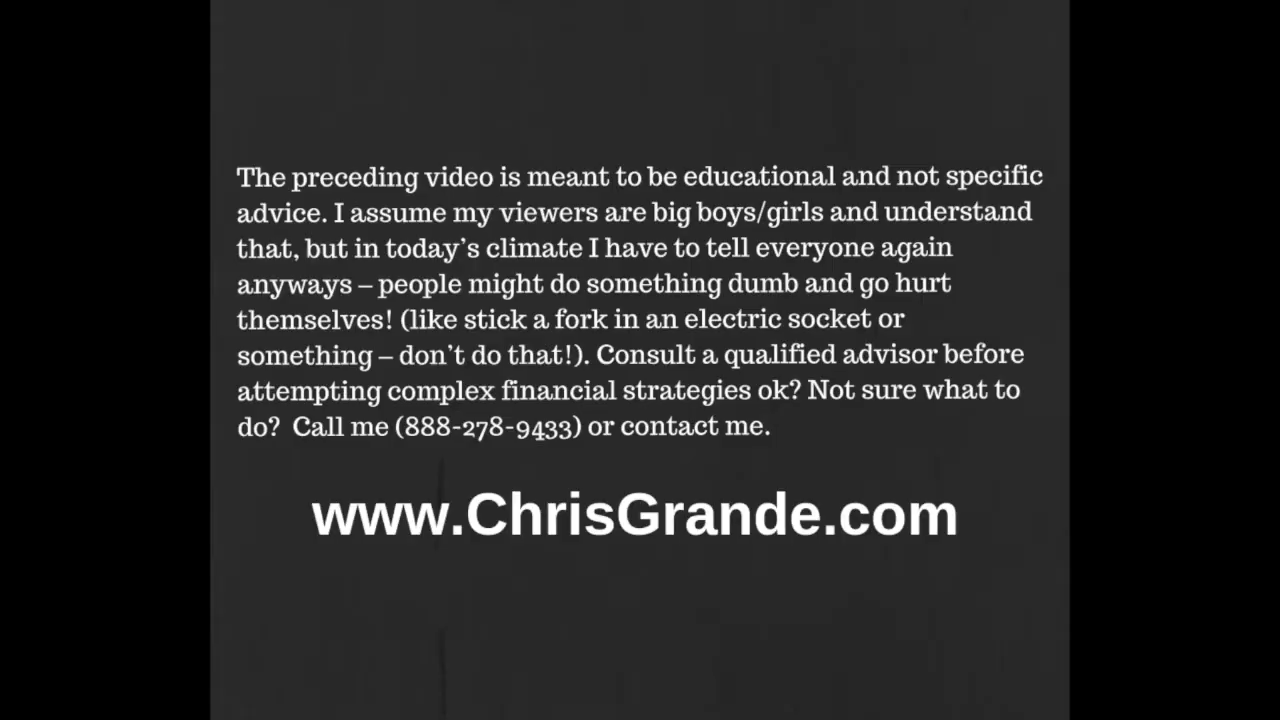 The preceding video is meant to be educational and not specific
advice. I assume my viewers are big boys/girls and understand
that, but in today's climate I have to tell everyone again
anyways – people might do something dumb and go hurt
themselves! (like stick a fork in an electric socket or
something – don't do that!). Consult a qualified advisor before
attempting complex financial strategies ok? Not sure what to
do?  Call me (888-278-9433) or contact me.
www.ChrisGrande.com